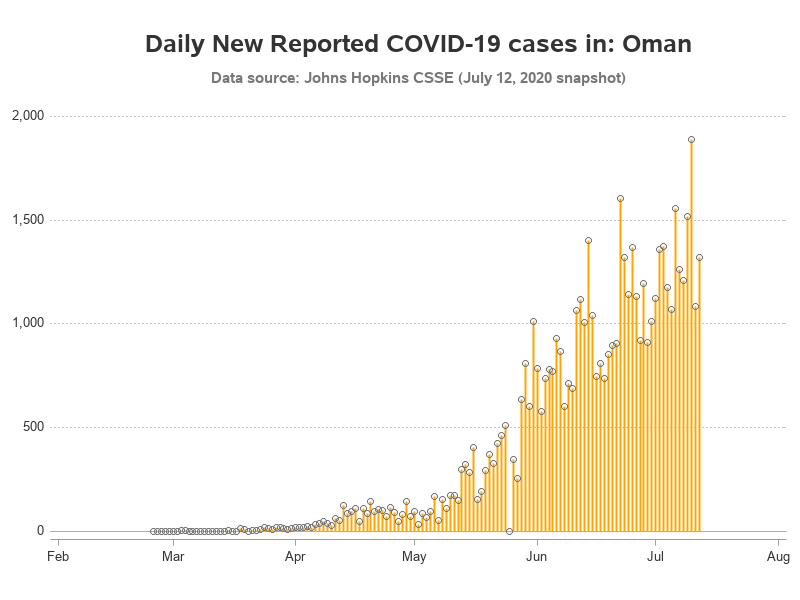 Daily New Reported COVID-19 cases in: Oman
Data source: Johns Hopkins CSSE (July 12, 2020 snapshot)
2,000
1,500
1,000
500
0
Feb Mar Apr May Jun Jul Aug